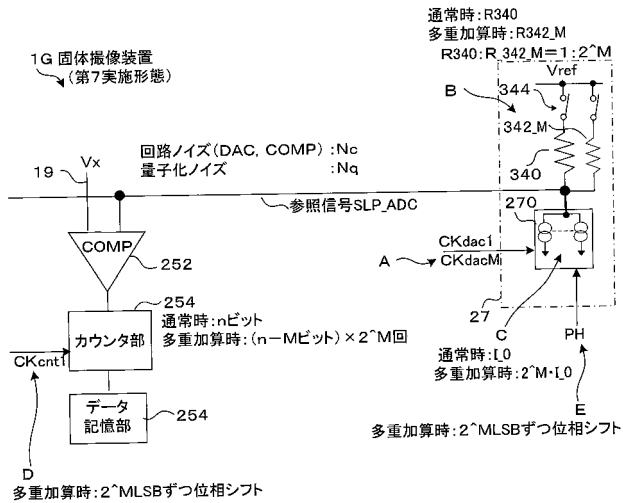 通常時:R340
多重加算時:R342_M
R340:R_342_M=1:2^M
1G 固体撮像装置
(第7実施形態)
Vref
344
B
342_M
340
回路ノイズ(DAC, COMP) :Nc
量子化ノイズ :Nq
19
Vx
参照信号SLP_ADC
270
COMP
252
CKdac1
CKdacM
A
254
27
C
PH
カウンタ部
通常時:nビット
多重加算時:(n-Mビット)×2^M回
CKcnt1
通常時:I_0
多重加算時:2^M・I_0
E
データ
記憶部
254
多重加算時:2^MLSBずつ位相シフト
D
多重加算時:2^MLSBずつ位相シフト